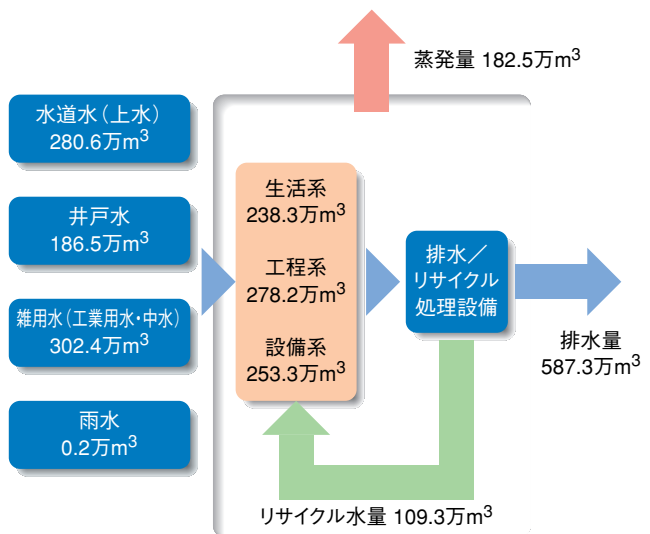 蒸発量 182.5万m³
水道水（上水）
280.6万m³
井戸水
186.5万m³
雑用水（工業用水・中水）
302.4万m³
雨水
0.2万m³
生活系
238.3万m³
工程系
278.2万m³
設備系
253.3万m³
排水／
リサイクル
処理設備
排水量
587.3万m³
リサイクル水量 109.3万m³